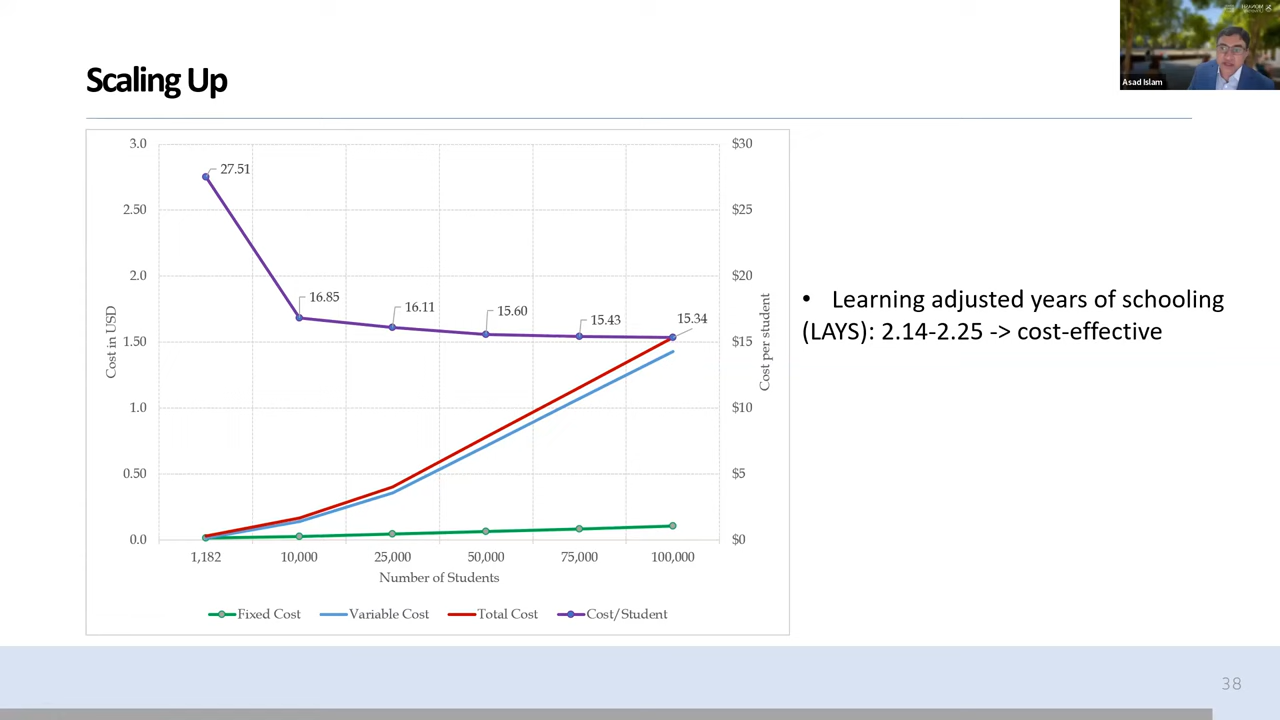 Scaling Up
Asad Islam
3.0
2.50
2.0
1.50
1.0
0.50
0.0
Cost in USD
27.51
16.85
16.11
15.60
15.43
15.34
$30
$25
$20
$15
$10
$5
$0
Cost per student
1,182 10,000 25,000 50,000 75,000 100,000
Number of Students
Fixed Cost Variable Cost Total Cost Cost/Student
• Learning adjusted years of schooling
(LAYS): 2.14-2.25 -> cost-effective
38